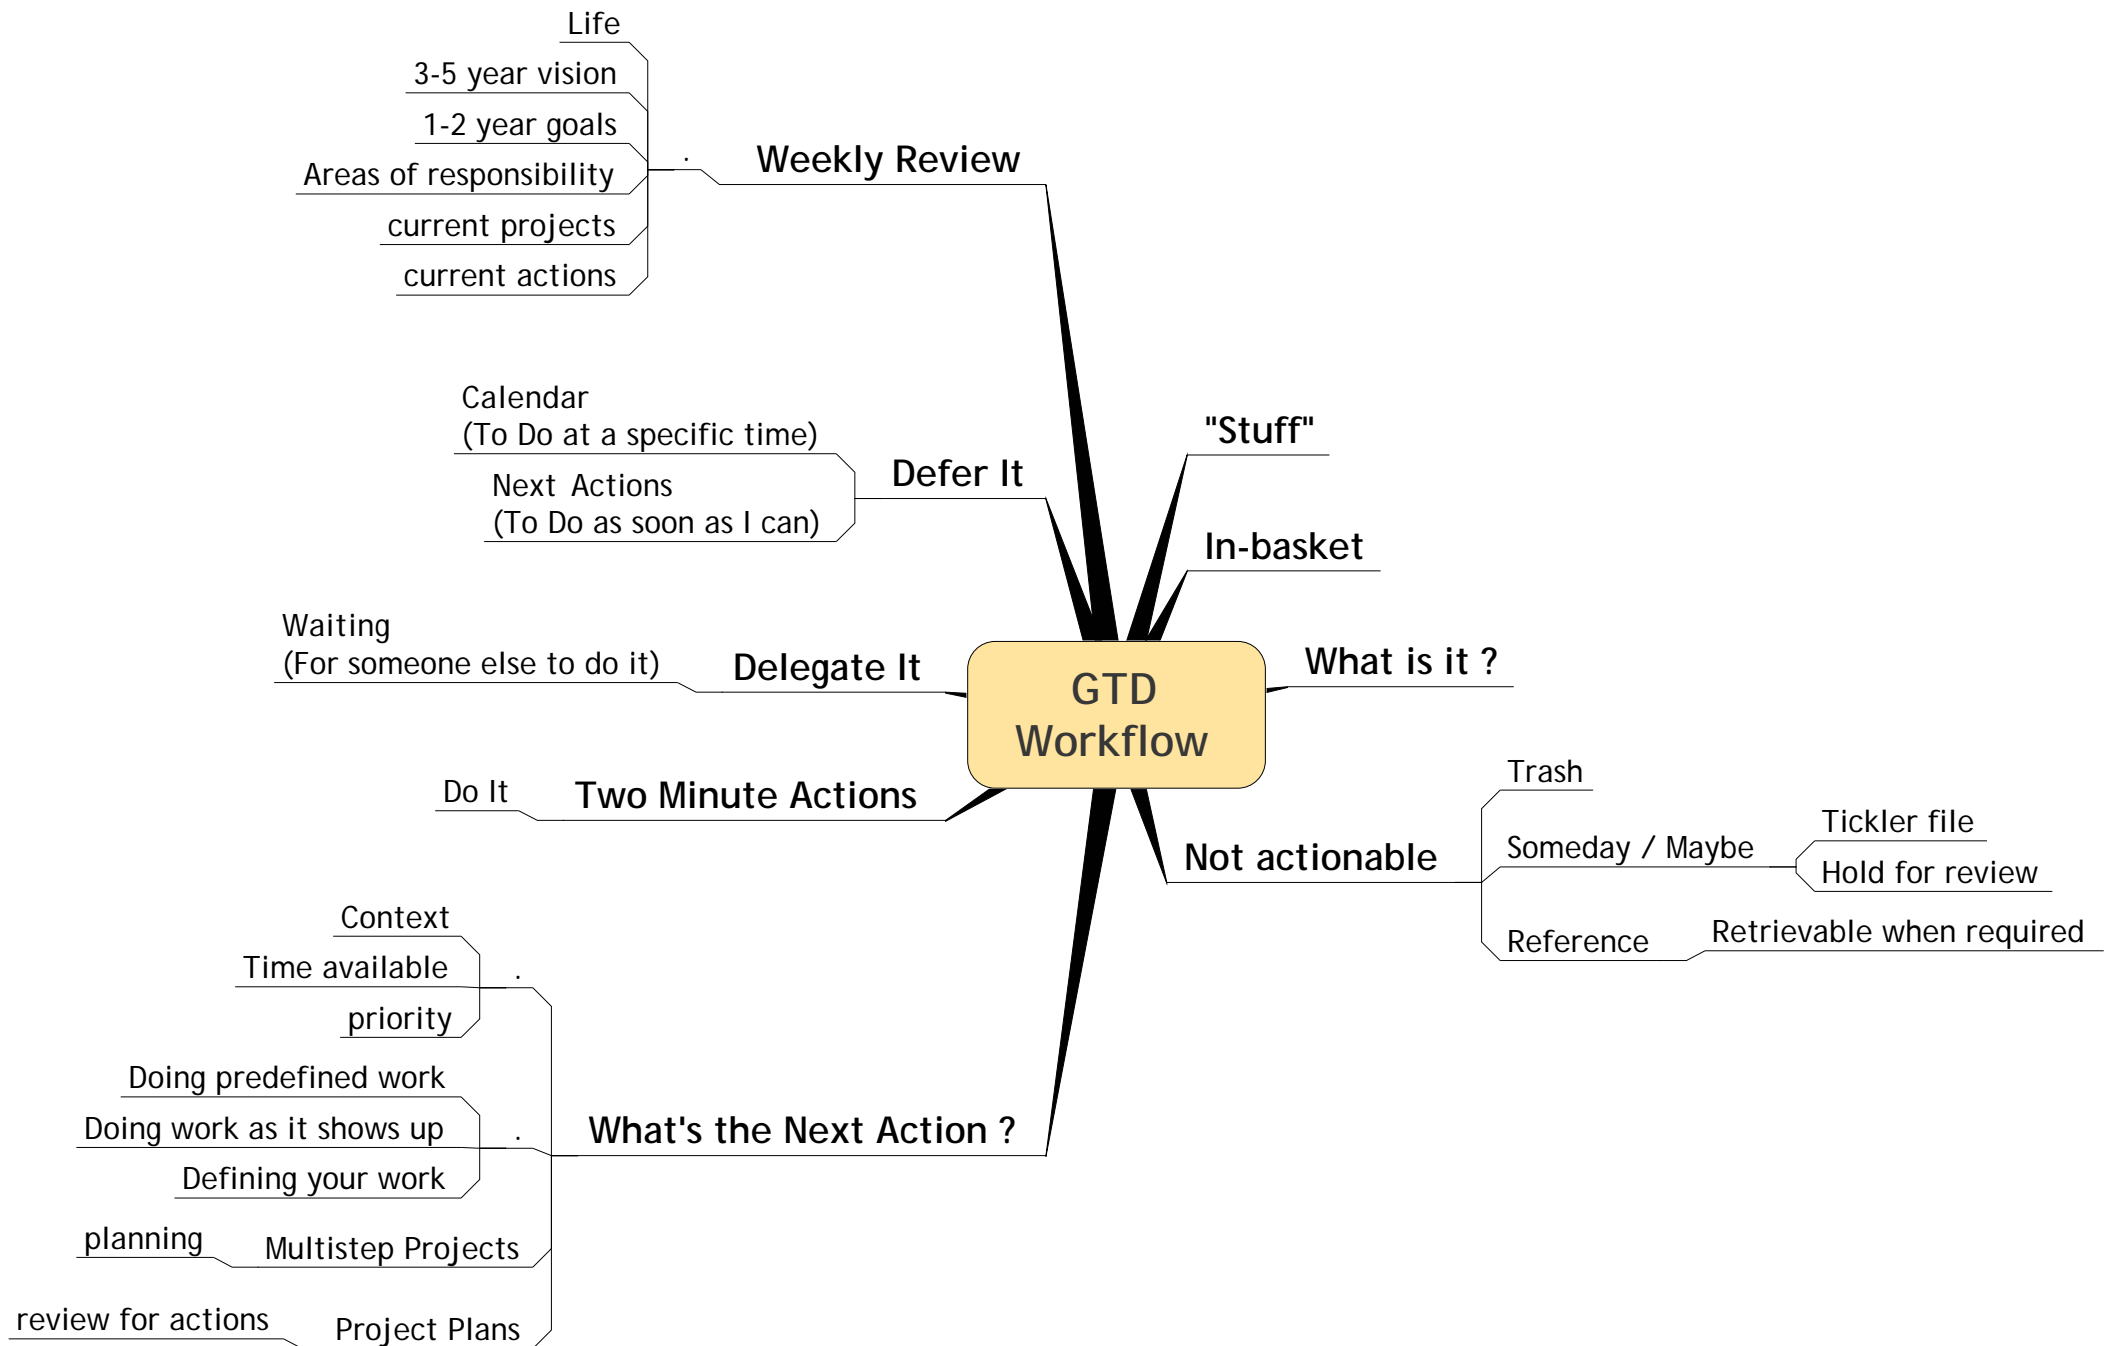 Life
3-5 year vision
1-2 year goals
Areas of responsibility
current projects
current actions
.
Weekly Review
Calendar
(To Do at a specific time)
Next Actions
(To Do as soon as I can)
Defer It
Waiting
(For someone else to do it)
Delegate It
Do It
Two Minute Actions
Context
Time available
priority
.
Doing predefined work
Doing work as it shows up
Defining your work
.
planning
Multistep Projects
review for actions
Project Plans
What's the Next Action ?
GTD
Workflow
"Stuff"
In-basket
What is it ?
Not actionable
Trash
Someday / Maybe
Tickler file
Hold for review
Reference
Retrievable when required